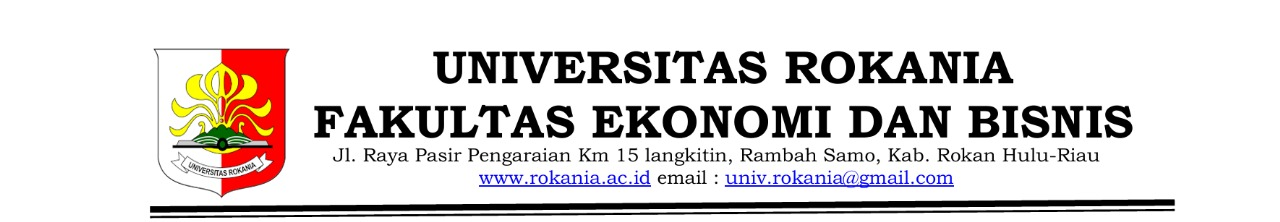 UNIVERSITAS ROKANIA
FAKULTAS EKONOMI DAN BISNIS
Jl. Raya Pasir Pengaraian Km 15 langkitin, Rambah Samo, Kab. Rokan Hulu-Riau
www.rokania.ac.id email : univ.rokania@gmail.com
UNIVERSITAS ROKANIA